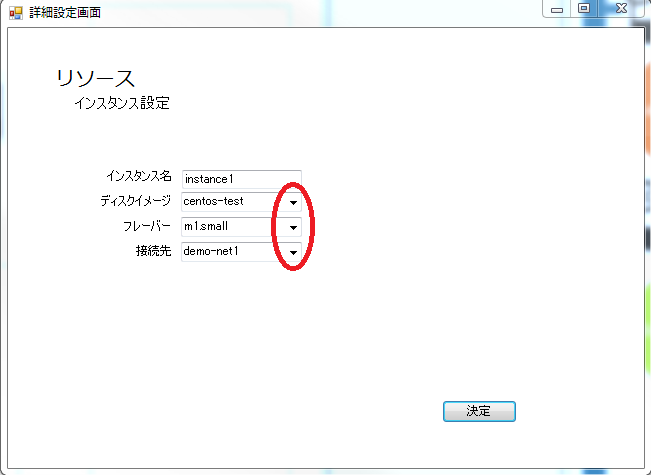 詳細設定画面
リソース
インスタンス設定
インスタンス名 instance1
ディスクイメージ centos-test
フレーバー m1.small
接続先 demo-net1
決定